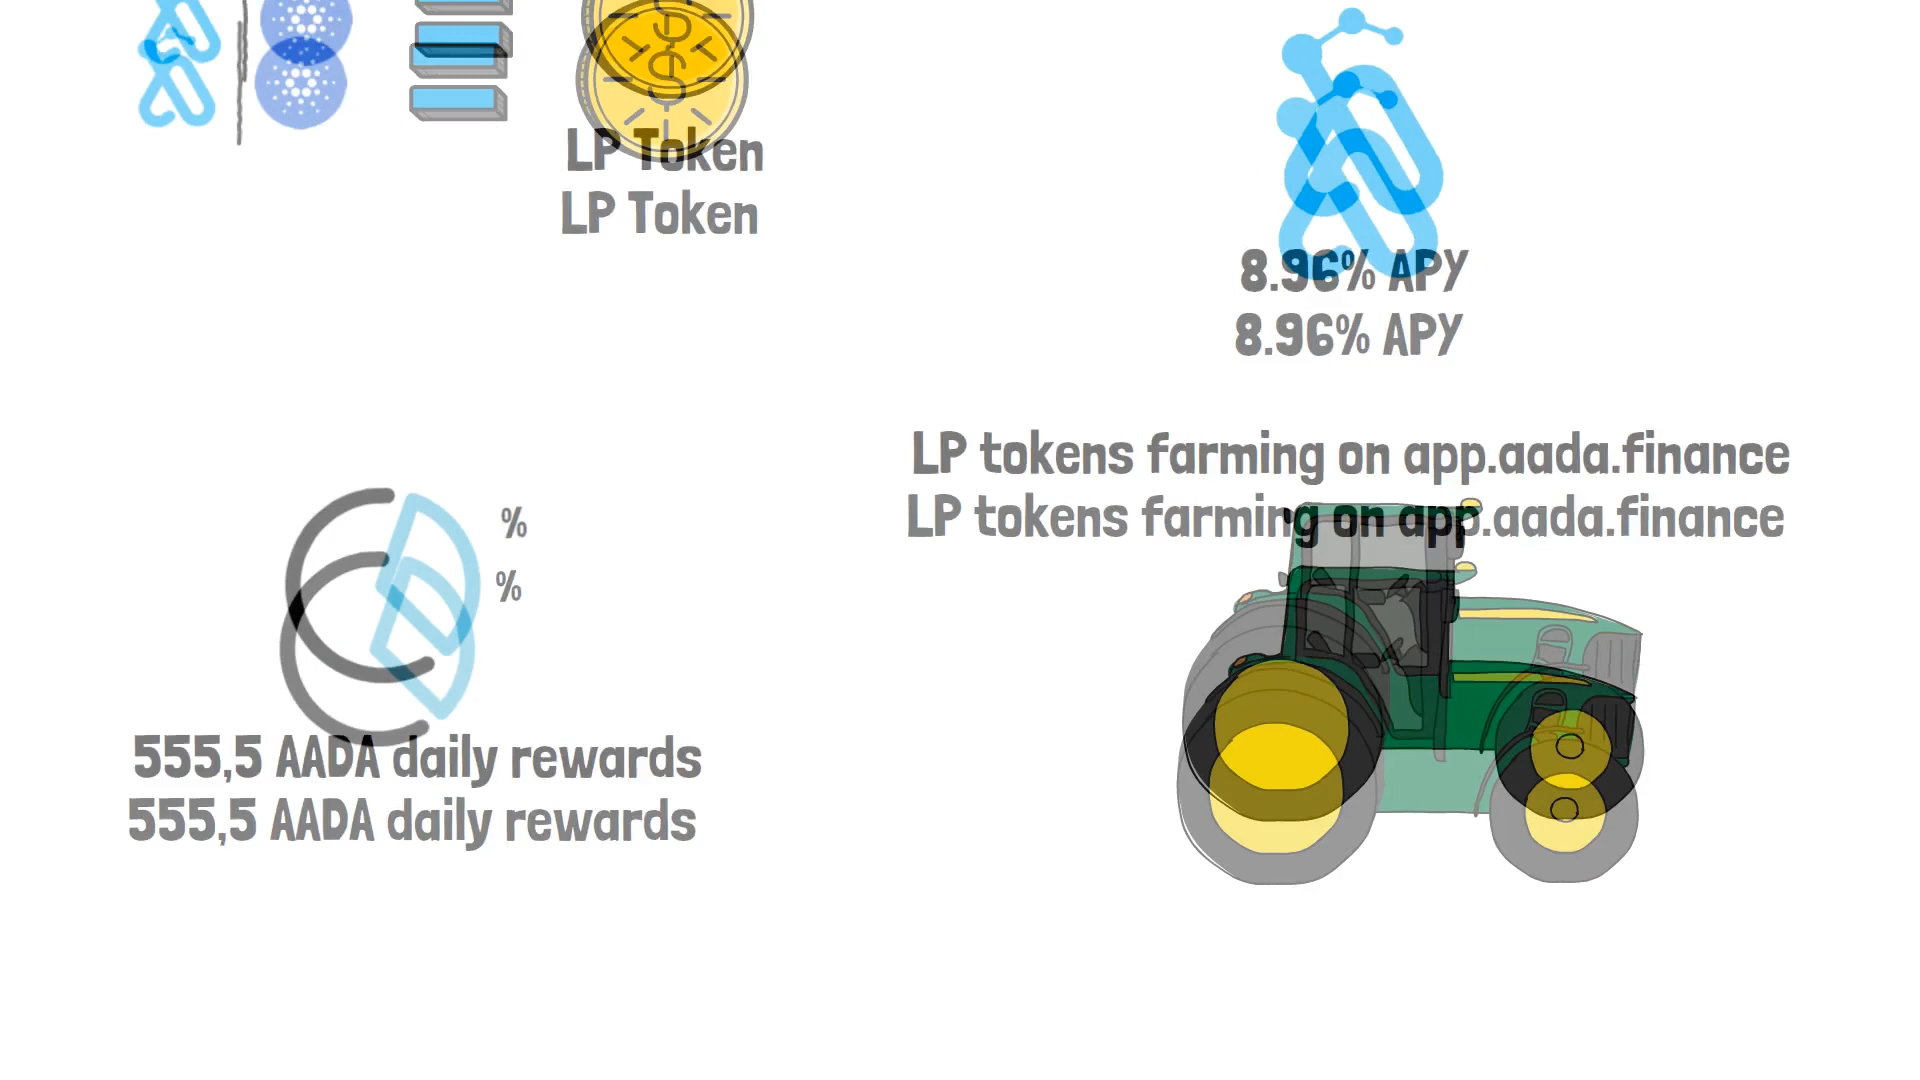 LP Token
LP Token
8.96% APY
8.96% APY
LP tokens farming on app.aada.finance
LP tokens farming on app.aada.finance
%
%
555,5 AADA daily rewards
555,5 AADA daily rewards